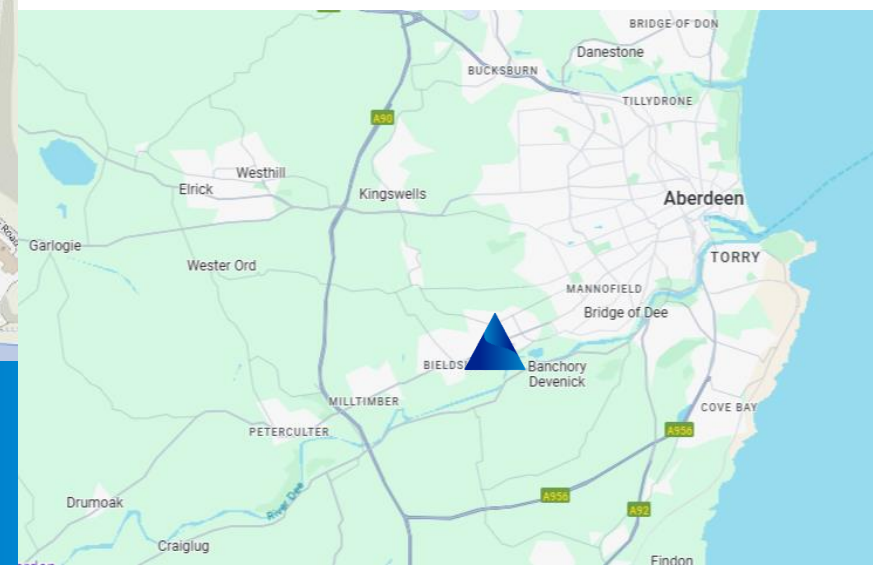 BRIDGE OF DON
Danestone
BUCKSBURN
TILLYDRONE
A90
Westhill
Elrick
Kingswells
Aberdeen
Garlogie
TORRY
Wester Ord
MANNOFIELD
Bridge of Dee
BIELDS
Banchory
Devenick
MILLTIMBER
COVE BAY
PETERCULTER
A956
A956
Drumoak
River Dee
A92
Craiglug
Findon